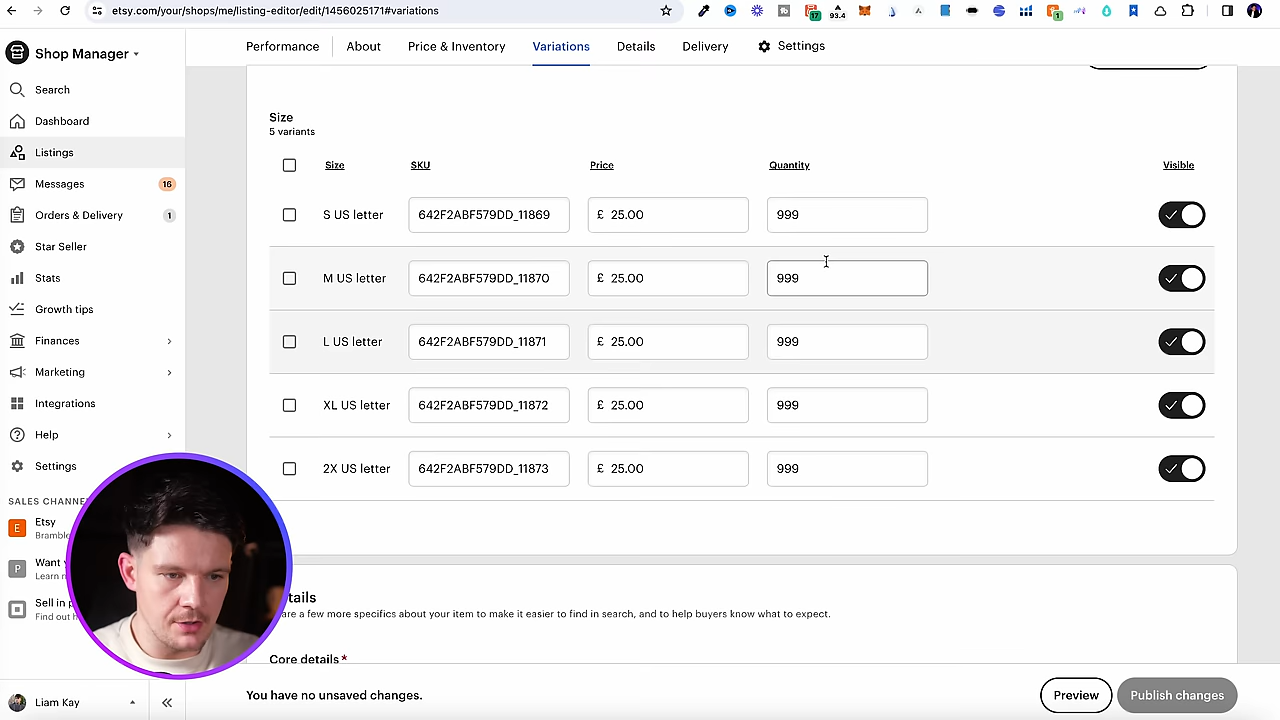 etsy.com/your/shops/me/listing-editor/edit/1456025171#variations
17
93.4
1
Shop Manager
Performance
About
Price & Inventory
Variations
Details
Delivery
Settings
Search
Dashboard
Listings
Messages
16
Orders & Delivery
1
Star Seller
Stats
Growth tips
Finances
Marketing
Integrations
Help
Settings
SALES CHANNE
E
Etsy
Bramble
P
Want y
Learn m
Sell in p
Find out h
Liam Kay
Size
5 variants
Size SKU Price Quantity Visible
S US letter 642F2ABF579DD_11869 £ 25.00 999
M US letter 642F2ABF579DD_11870 £ 25.00 999
L US letter 642F2ABF579DD_11871 £ 25.00 999
XL US letter 642F2ABF579DD_11872 £ 25.00 999
2X US letter 642F2ABF579DD_11873 £ 25.00 999
tails
are a few more specifics about your item to make it easier to find in search, and to help buyers know what to expect.
Core details *
You have no unsaved changes.
Preview
Publish changes